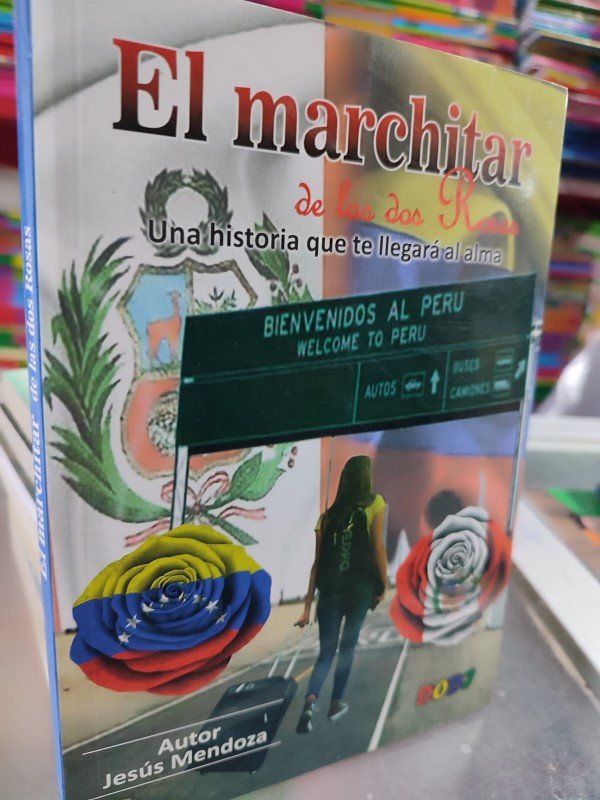 El marchitar
de las dos Rosas
Una historia que te llegará al alma
BIENVENIDOS AL PERU
WELCOME TO PERU
AUTOS
BUSES
CAMIONES
Autor
Jesús Mendoza
El marchitar de las dos Rosas